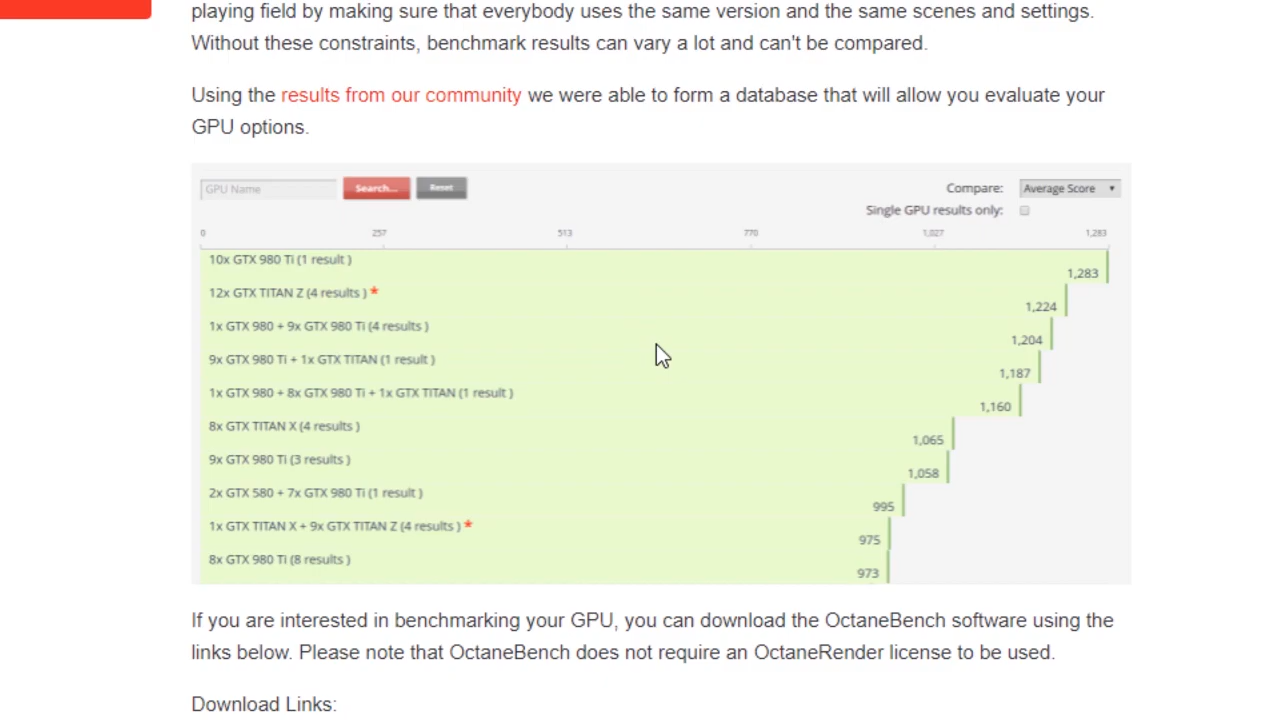 playing field by making sure that everybody uses the same version and the same scenes and settings.
Without these constraints, benchmark results can vary a lot and can't be compared.
Using the results from our community we were able to form a database that will allow you evaluate your
GPU options.
GPU Name Search... Reset Compare: Average Score
Single GPU results only:
0 257 513 770 1,027 1,283
10x GTX 980 Ti (1 result )
1,283
12x GTX TITAN Z (4 results ) *
1,224
1x GTX 980 + 9x GTX 980 Ti (4 results )
1,204
9x GTX 980 Ti + 1x GTX TITAN (1 result )
1,187
1x GTX 980 + 8x GTX 980 Ti + 1x GTX TITAN (1 result )
1,160
8x GTX TITAN X (4 results )
1,065
9x GTX 980 Ti (3 results )
1,058
2x GTX 580 + 7x GTX 980 Ti (1 result )
995
1x GTX TITAN X + 9x GTX TITAN Z (4 results ) *
975
8x GTX 980 Ti (8 results )
973
If you are interested in benchmarking your GPU, you can download the OctaneBench software using the
links below. Please note that OctaneBench does not require an OctaneRender license to be used.
Download Links: